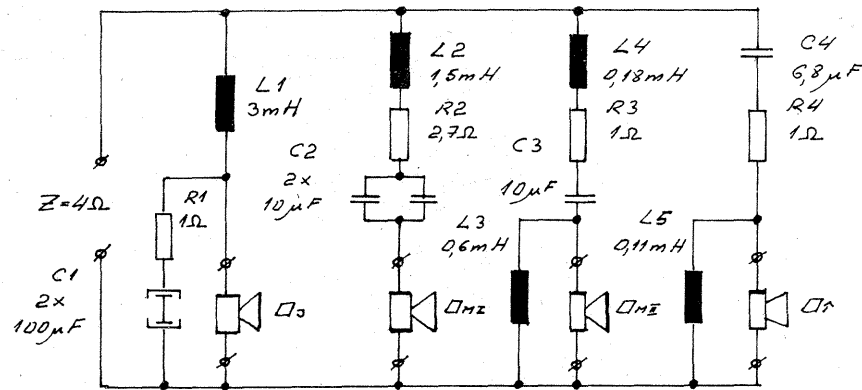 L1
3mH
L2
1,5mH
R2
2,7Ω
C2
2×
10μF
L4
0,18mH
R3
1Ω
C3
10μF
C4
6,8μF
R4
1Ω
Z=4Ω
R1
1Ω
C1
2×
100μF
L3
0,6mH
L5
0,11mH